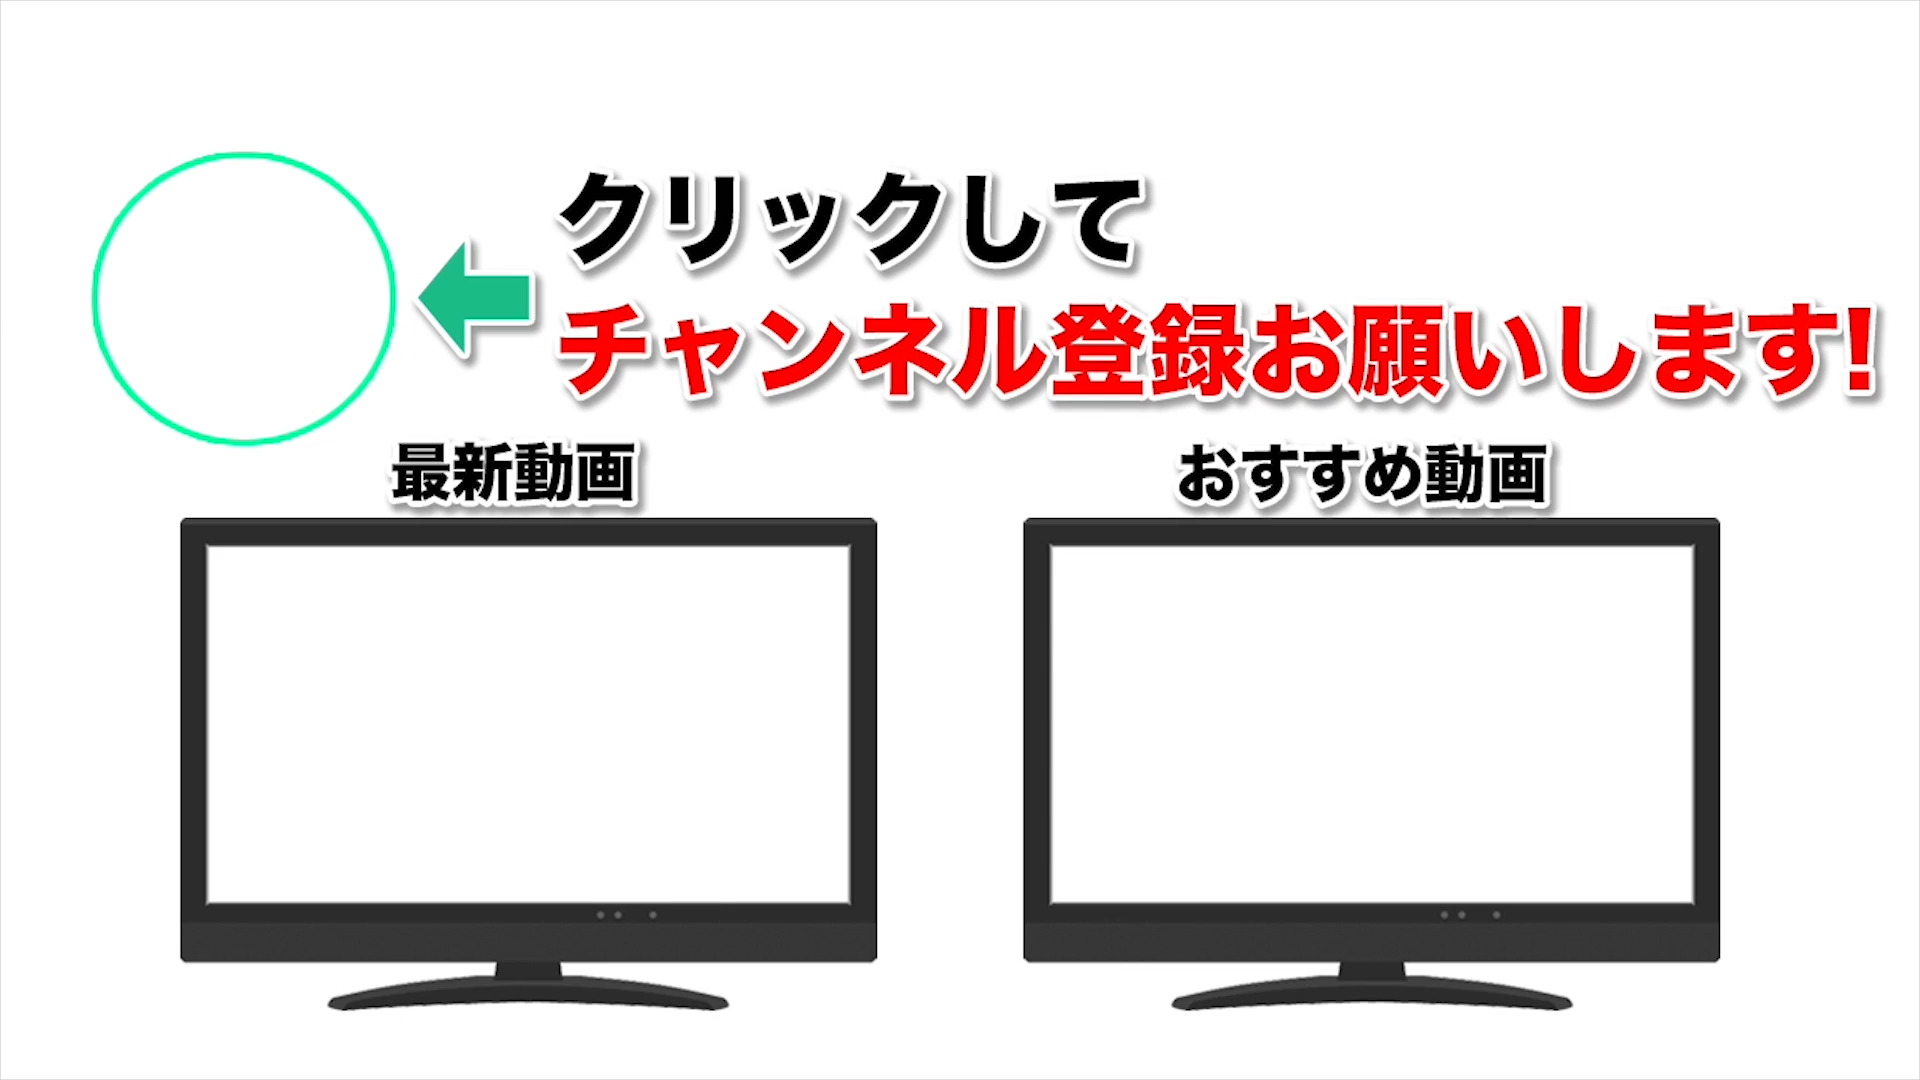 クリックして
チャンネル登録お願いします!
最新動画
おすすめ動画